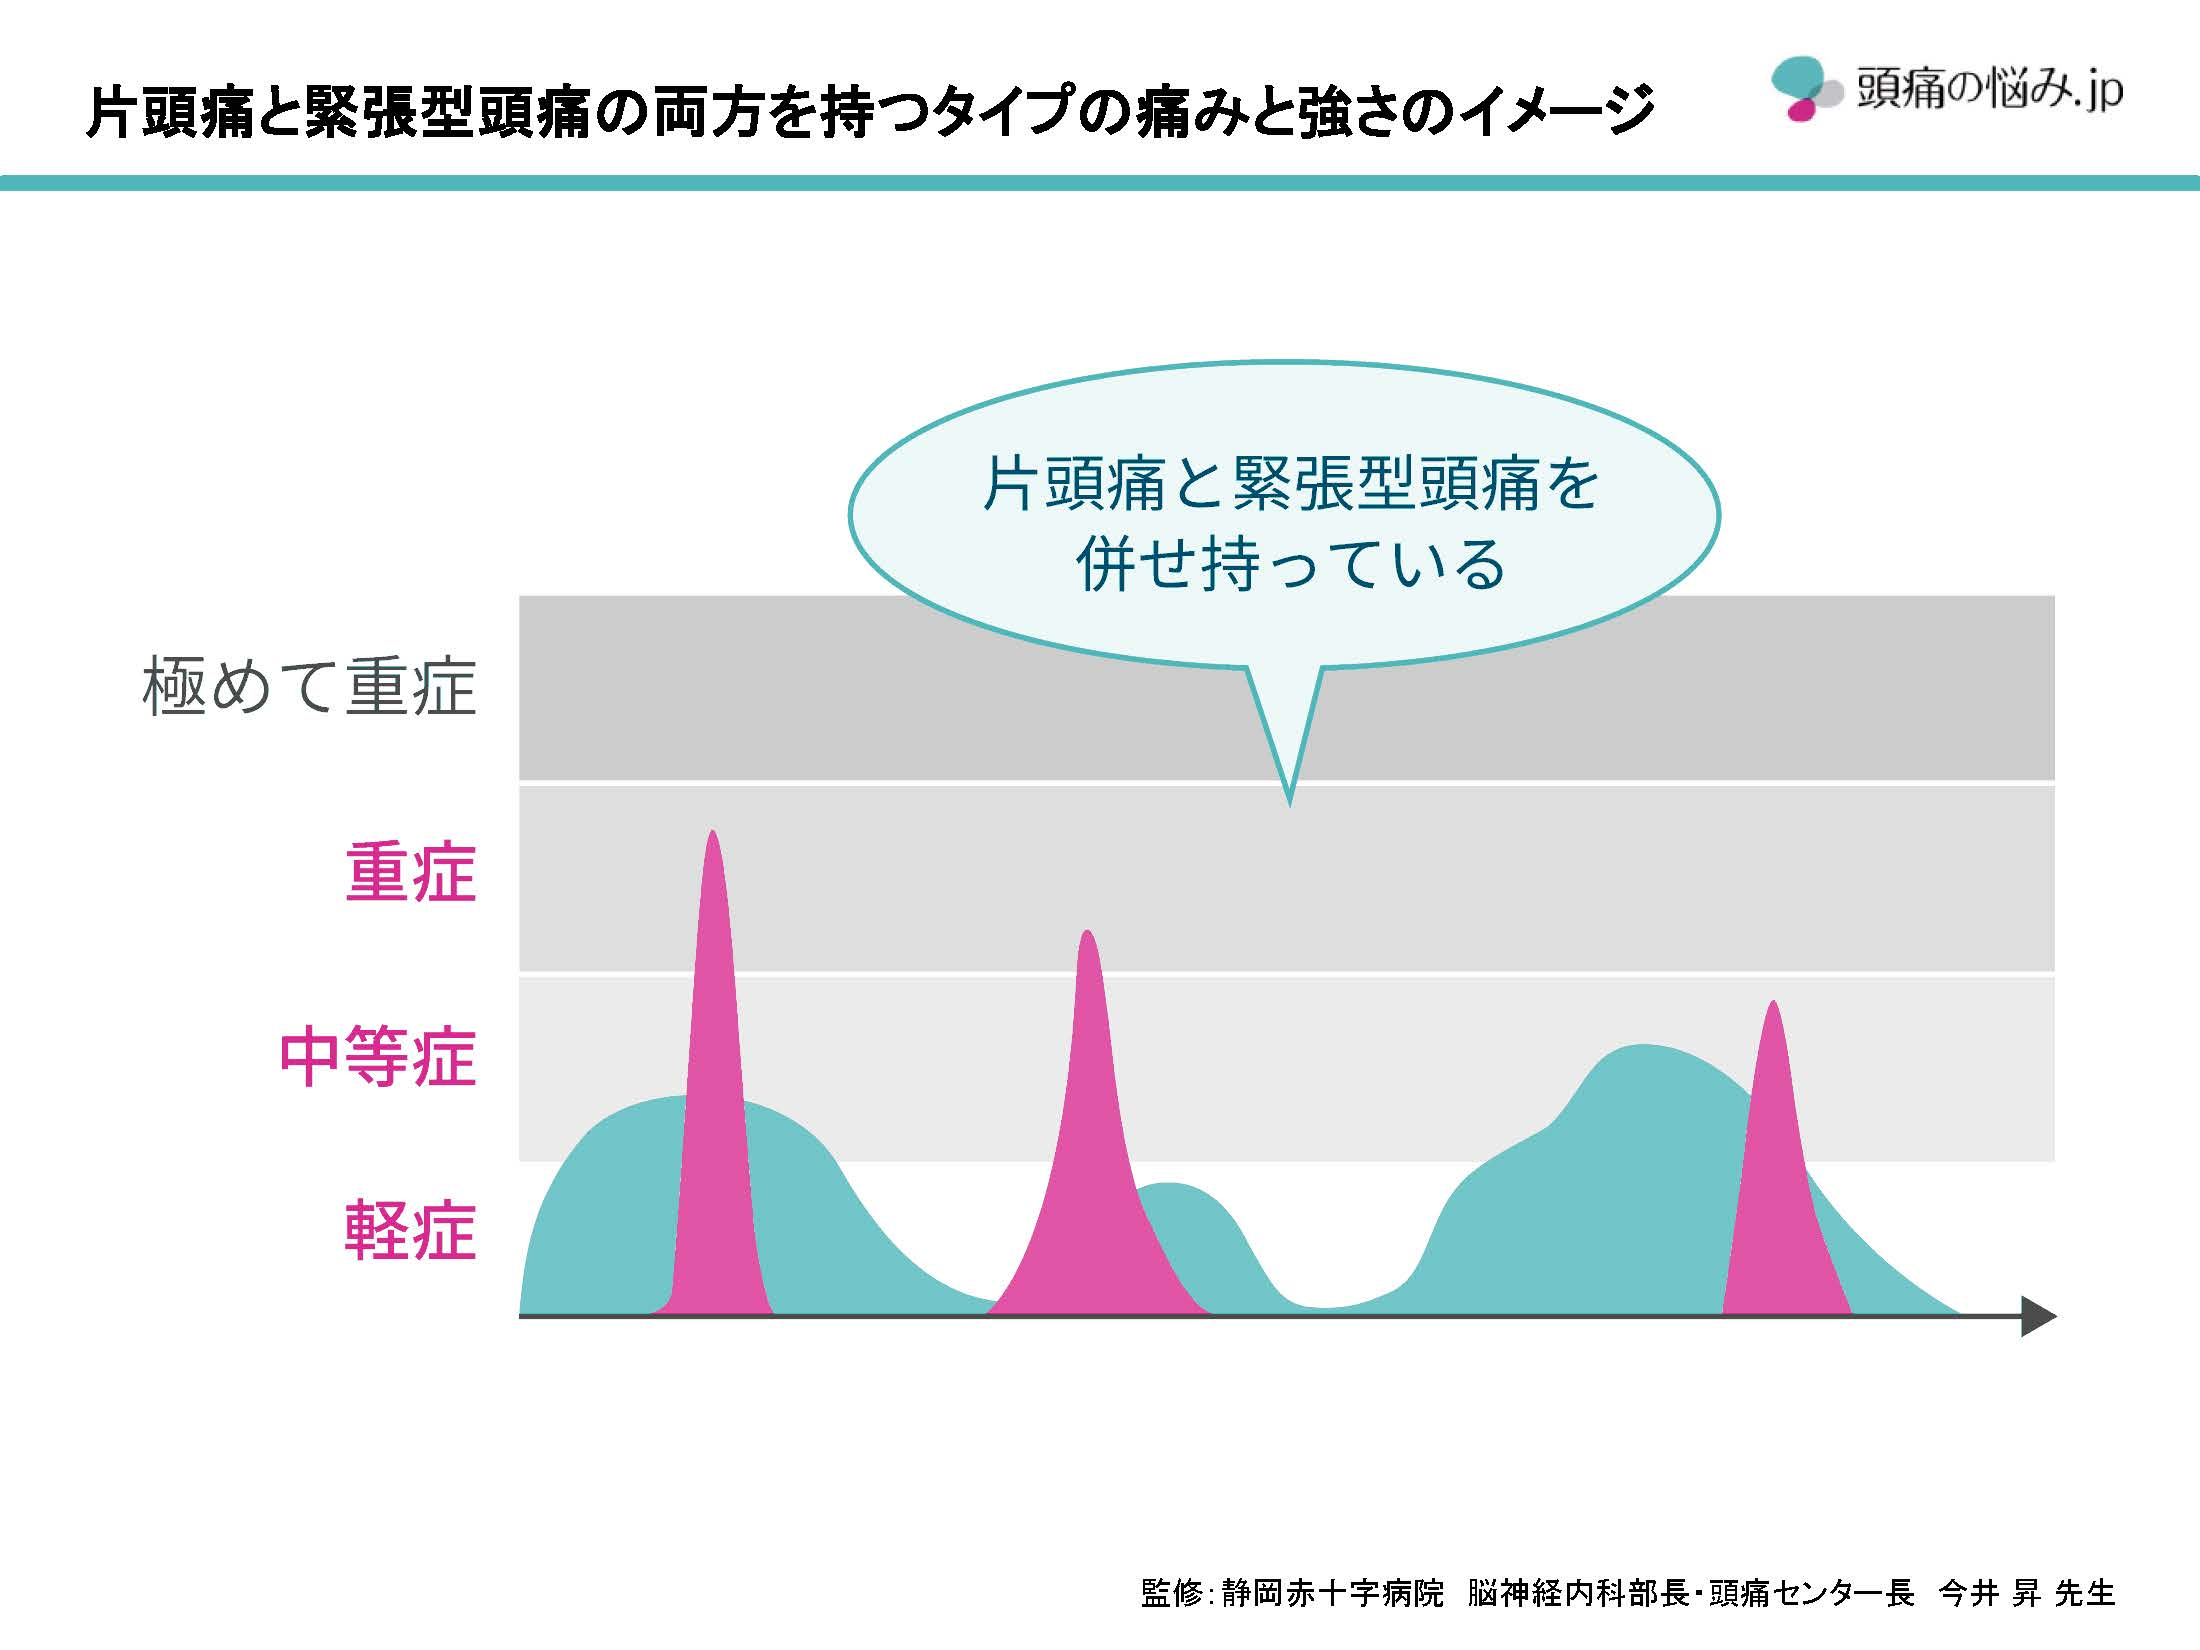 片頭痛と緊張型頭痛の両方を持つタイプの痛みと強さのイメージ
頭痛の悩み.jp
片頭痛と緊張型頭痛を
併せ持っている
極めて重症
重症
中等症
軽症
監修：静岡赤十字病院　脳神経内科部長・頭痛センター長　今井 昇 先生